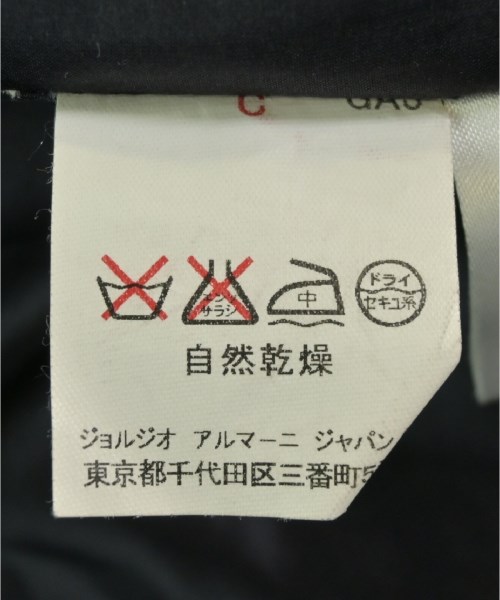 C
中 ドライ
エンソ サラシ セキユ系
自然乾燥
ジョルジオ アルマーニ ジャパン
東京都千代田区三番町